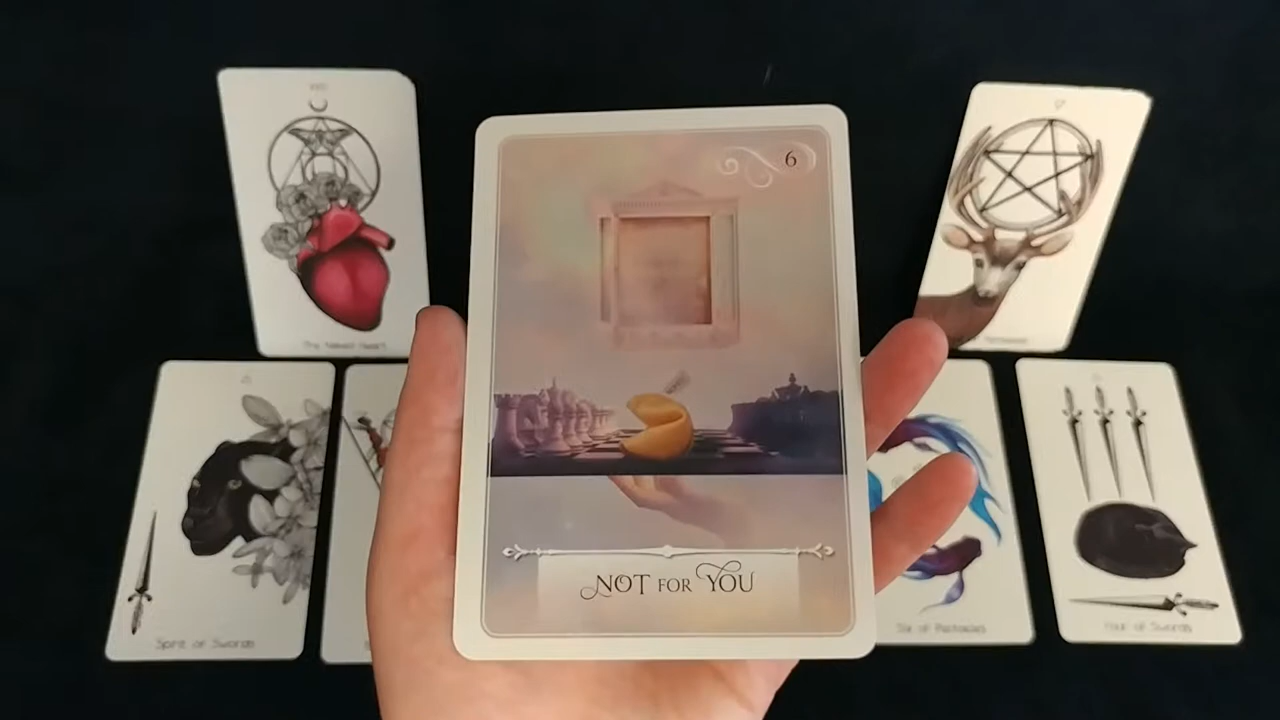 6
NOT FOR YOU
The Naked Heart
Spirit of Swords
Six of Pentacles
Four of Swords